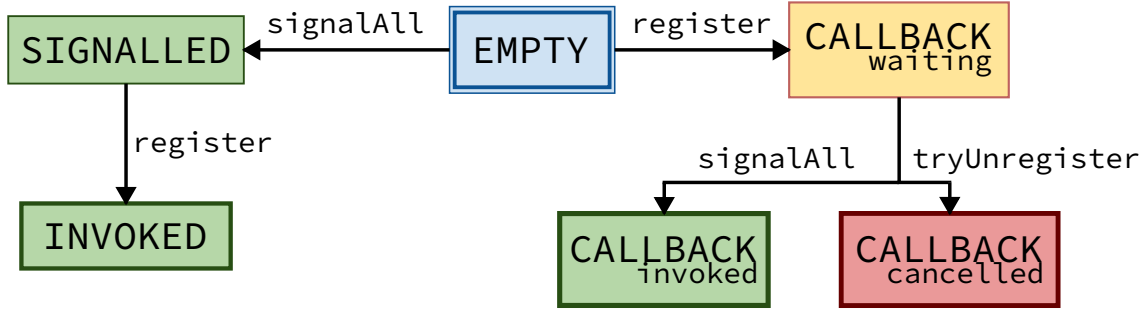 signalAll
register
SIGNALLED
EMPTY
CALLBACK
waiting
register
signalAll
tryUnregister
INVOKED
CALLBACK
invoked
CALLBACK
cancelled